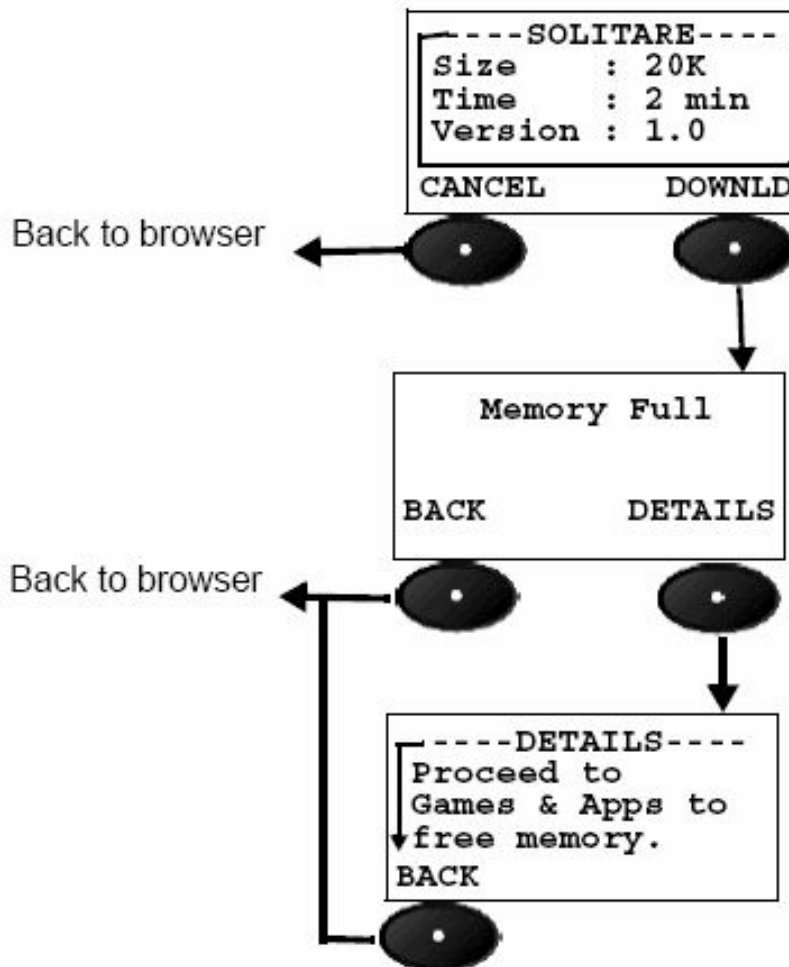 ----SOLITARE----
Size : 20K
Time : 2 min
Version : 1.0
CANCEL DOWNLD
Back to browser
Memory Full
BACK DETAILS
Back to browser
-----DETAILS----
Proceed to
Games & Apps to
free memory.
BACK